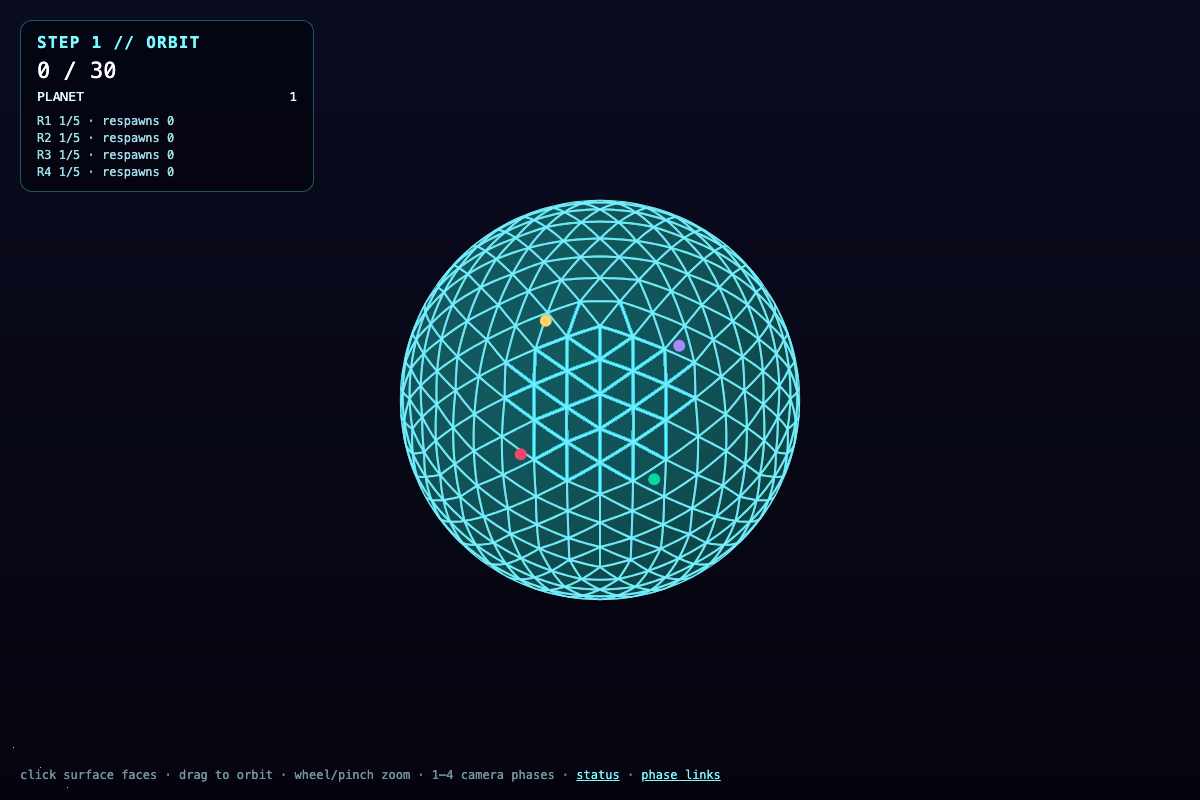 STEP 1 // ORBIT
0 / 30
PLANET 1
R1 1/5 · respawns 0
R2 1/5 · respawns 0
R3 1/5 · respawns 0
R4 1/5 · respawns 0
click surface faces · drag to orbit · wheel/pinch zoom · 1–4 camera phases · status · phase links